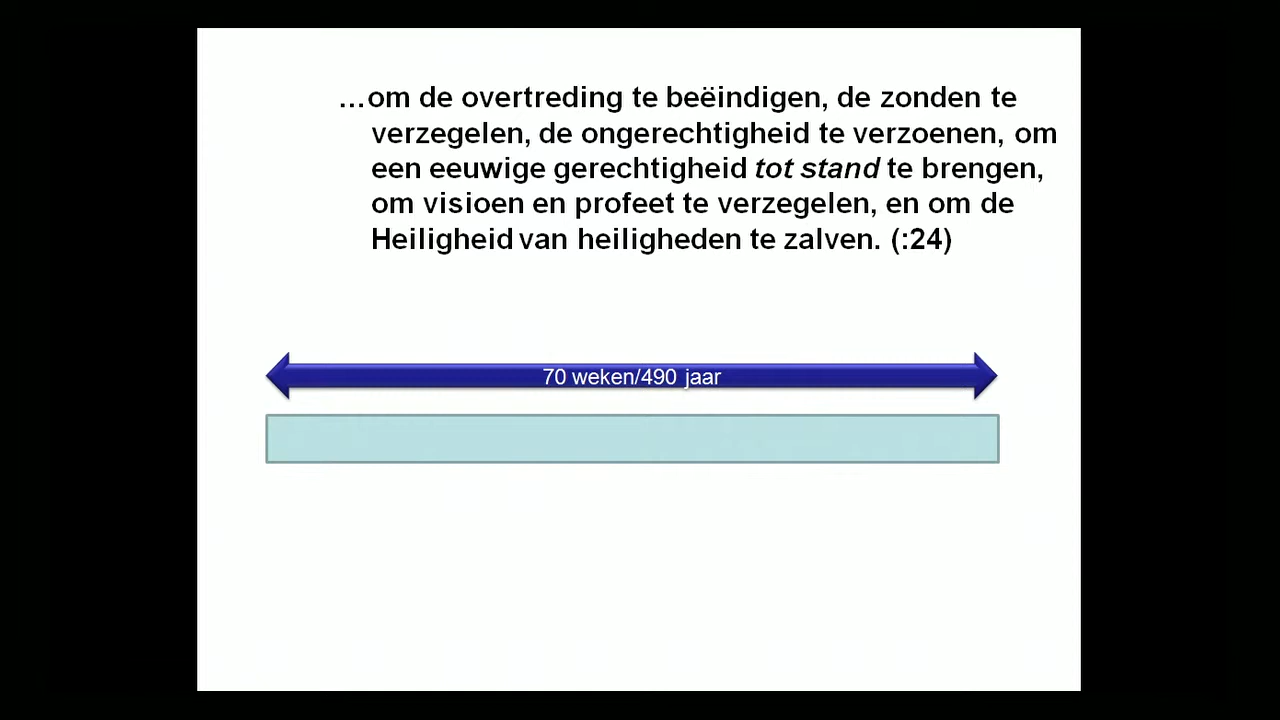 ...om de overtreding te beëindigen, de zonden te
verzegelen, de ongerechtigheid te verzoenen, om
een eeuwige gerechtigheid tot stand te brengen,
om visioen en profeet te verzegelen, en om de
Heiligheid van heiligheden te zalven. (:24)
70 weken/490 jaar